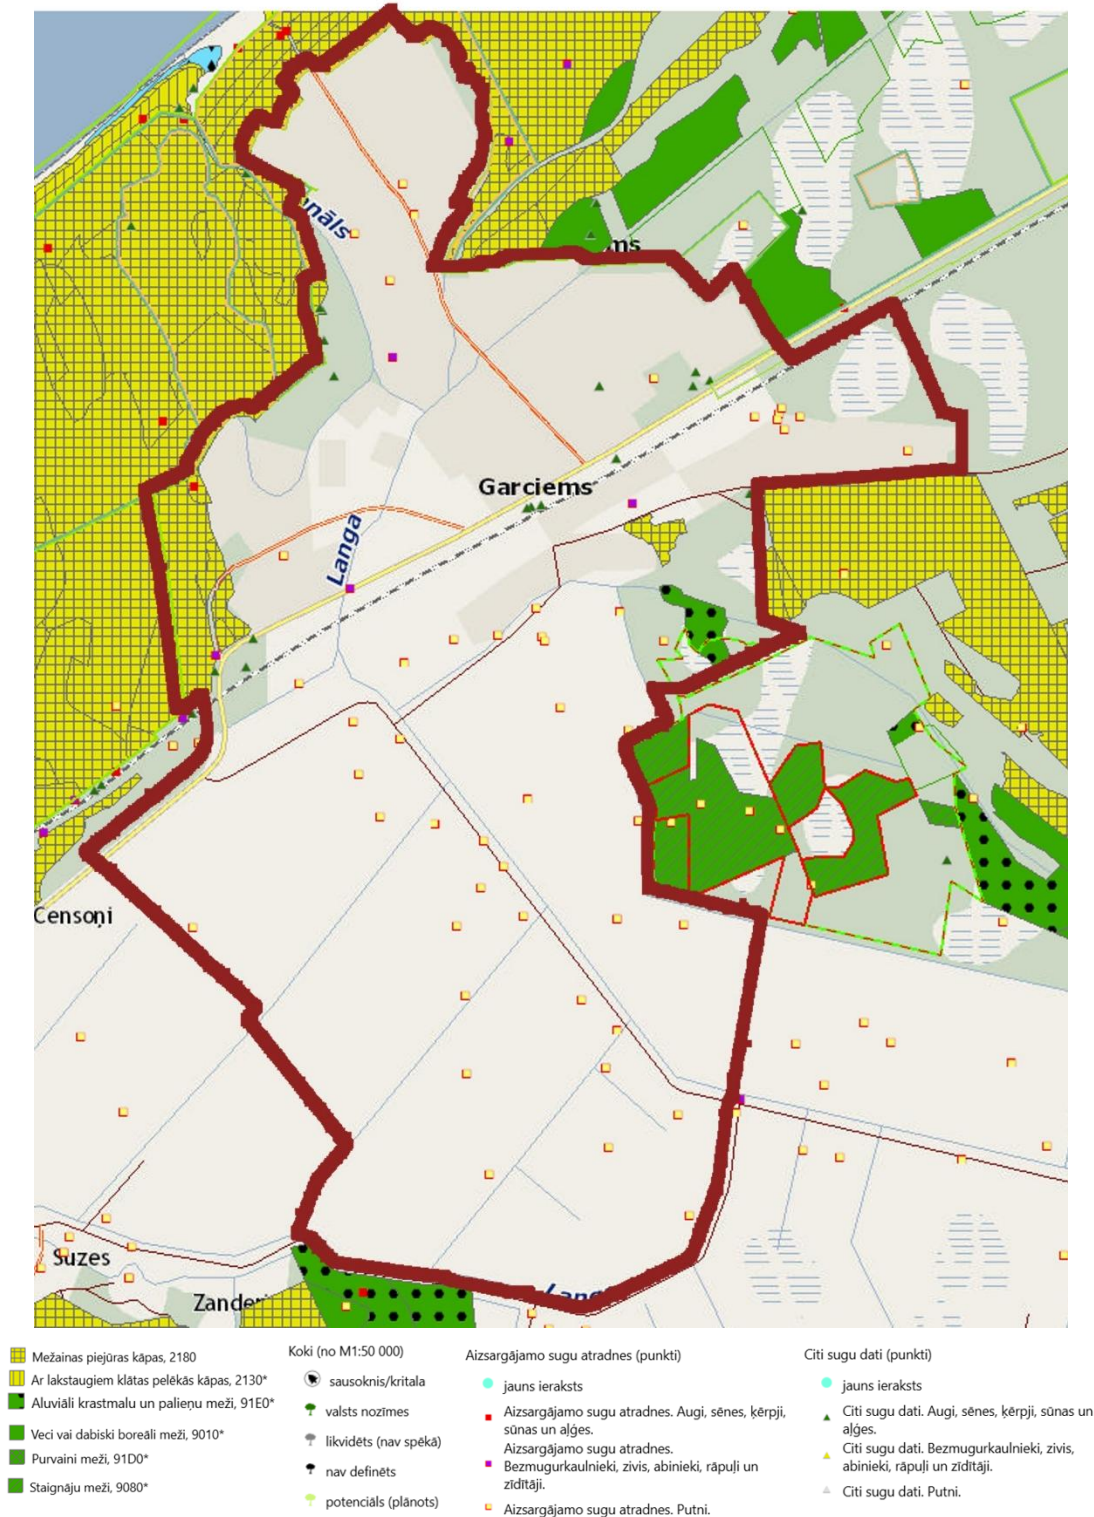 nāls
ms
Garciems
Langa
Censoņi
Suzes
Zander
Lang
Mežainas piejūras kāpas, 2180
Ar lakstaugiem klātas pelēkās kāpas, 2130*
Aluviāli krastmalu un palieņu meži, 91E0*
Veci vai dabiski boreāli meži, 9010*
Purvaini meži, 91D0*
Staignāju meži, 9080*
Koki (no M1:50 000)
sausoknis/kritala
valsts nozīmes
likvidēts (nav spēkā)
nav definēts
potenciāls (plānots)
Aizsargājamo sugu atradnes (punkti)
jauns ieraksts
Aizsargājamo sugu atradnes. Augi, sēnes, ķērpji,
sūnas un aļģes.
Aizsargājamo sugu atradnes.
Bezmugurkaulnieki, zivis, abinieki, rāpuļi un
zīdītāji.
Aizsargājamo sugu atradnes. Putni.
Citi sugu dati (punkti)
jauns ieraksts
Citi sugu dati. Augi, sēnes, ķērpji, sūnas un
aļģes.
Citi sugu dati. Bezmugurkaulnieki, zivis,
abinieki, rāpuļi un zīdītāji.
Citi sugu dati. Putni.